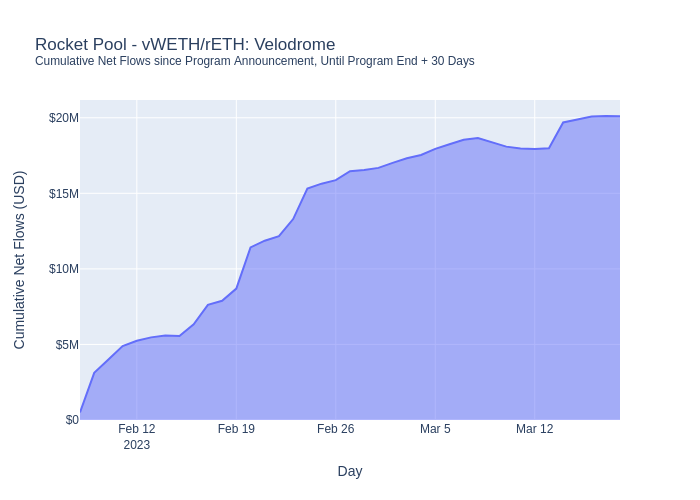 Rocket Pool - vWETH/rETH: Velodrome
Cumulative Net Flows since Program Announcement, Until Program End + 30 Days
$20M
$15M
$10M
$5M
$0
Cumulative Net Flows (USD)
Feb 12
2023
Feb 19
Feb 26
Mar 5
Mar 12
Day